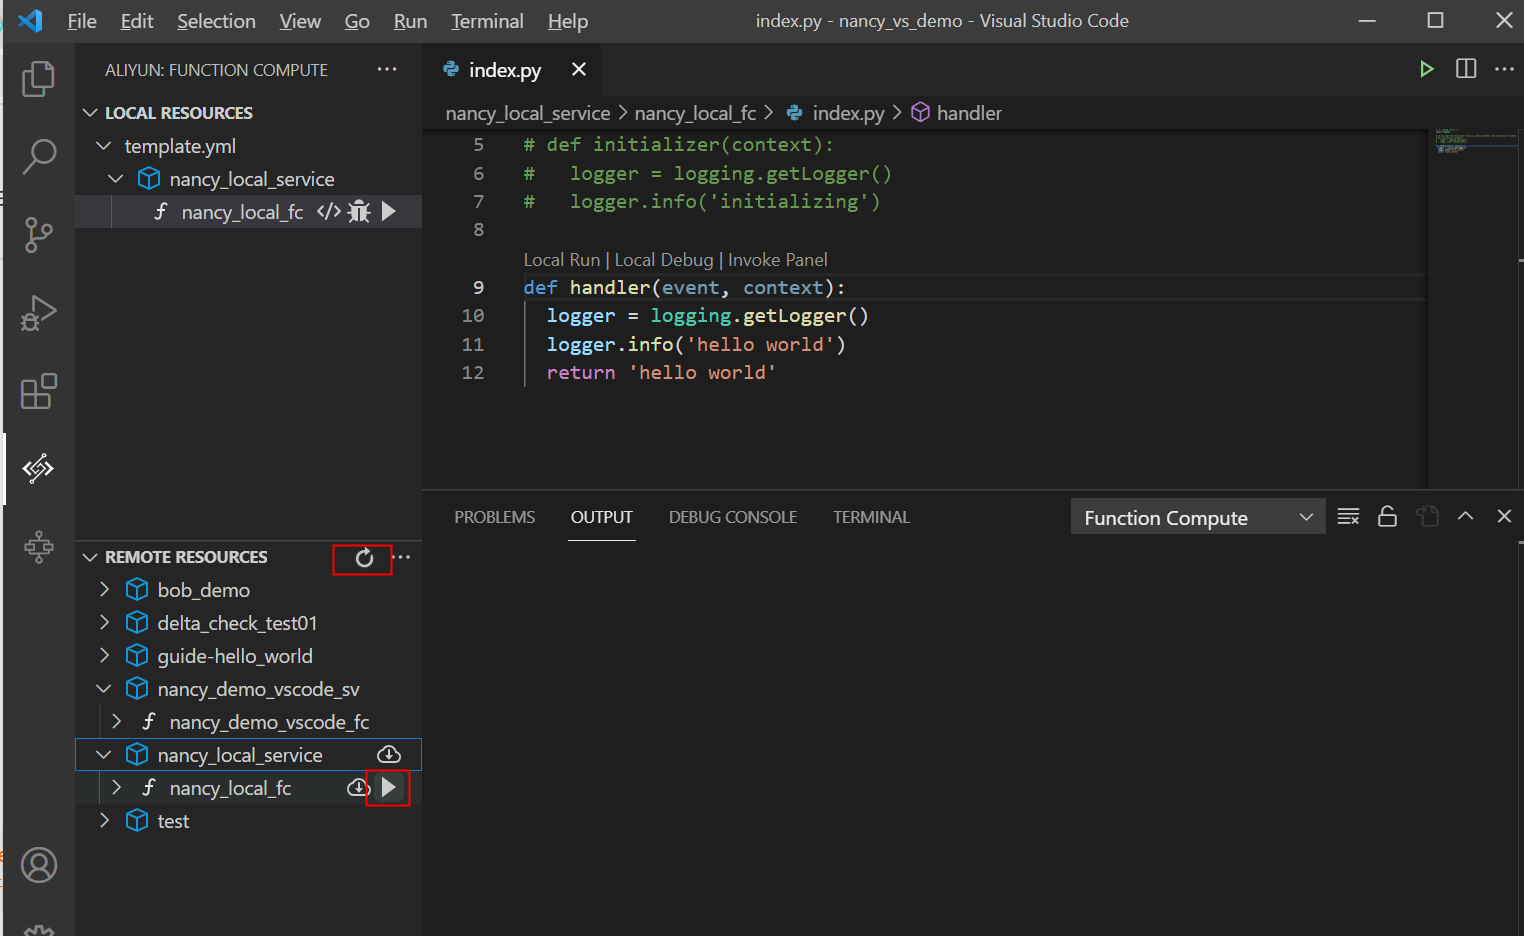 File Edit Selection View Go Run Terminal Help index.py - nancy_vs_demo - Visual Studio Code
ALIYUN: FUNCTION COMPUTE
LOCAL RESOURCES
template.yml
nancy_local_service
nancy_local_fc
REMOTE RESOURCES
bob_demo
delta_check_test01
guide-hello_world
nancy_demo_vscode_sv
nancy_demo_vscode_fc
nancy_local_service
nancy_local_fc
test
index.py
nancy_local_service > nancy_local_fc > index.py > handler
5 # def initializer(context):
6 #   logger = logging.getLogger()
7 #   logger.info('initializing')
8
Local Run | Local Debug | Invoke Panel
9 def handler(event, context):
10   logger = logging.getLogger()
11   logger.info('hello world')
12   return 'hello world'
PROBLEMS OUTPUT DEBUG CONSOLE TERMINAL Function Compute